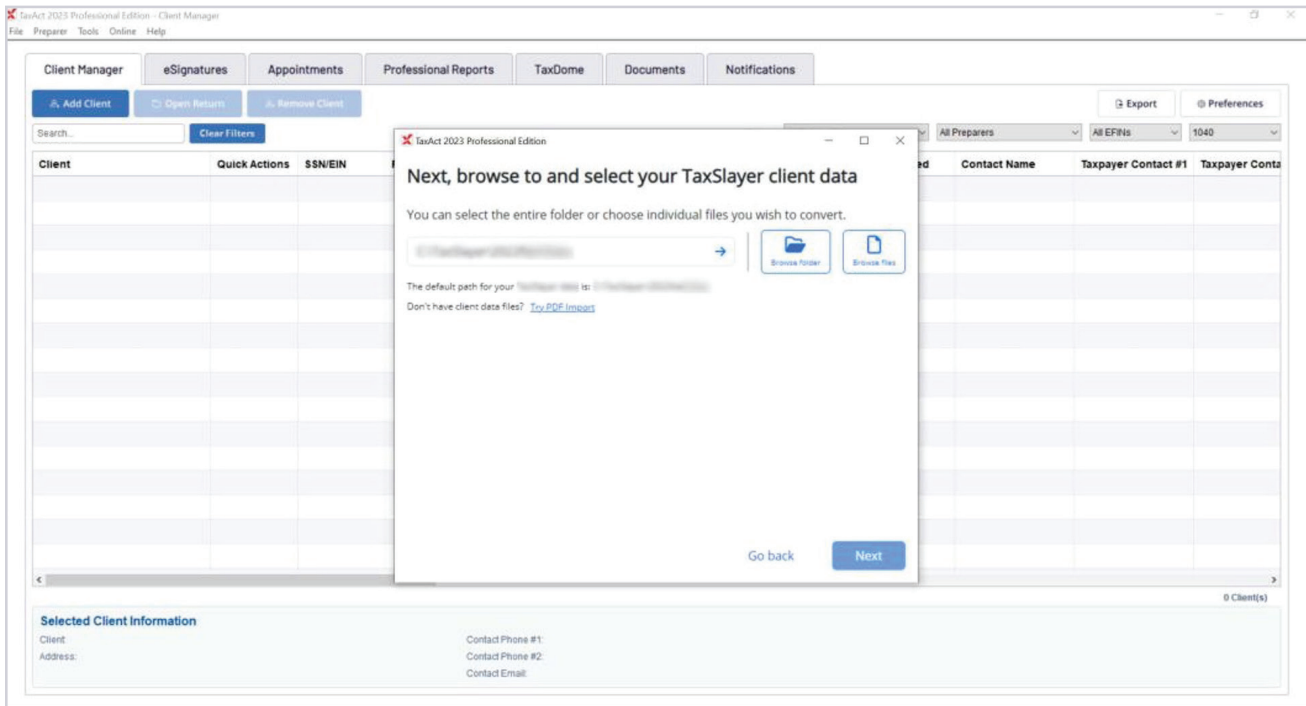 TaxAct 2023 Professional Edition - Client Manager
File Preparer Tools Online Help
Client Manager eSignatures Appointments Professional Reports TaxDome Documents Notifications
Add Client Open Return Remove Client Export Preferences
Search... Clear Filters All Preparers All EFINs 1040
Client Quick Actions SSN/EIN ed Contact Name Taxpayer Contact #1 Taxpayer Conta
TaxAct 2023 Professional Edition
Next, browse to and select your TaxSlayer client data
You can select the entire folder or choose individual files you wish to convert.
Browse folder Browse files
The default path for your is:
Don't have client data files? Try PDF Import
Go back Next
0 Client(s)
Selected Client Information
Client Contact Phone #1:
Address: Contact Phone #2:
Contact Email: